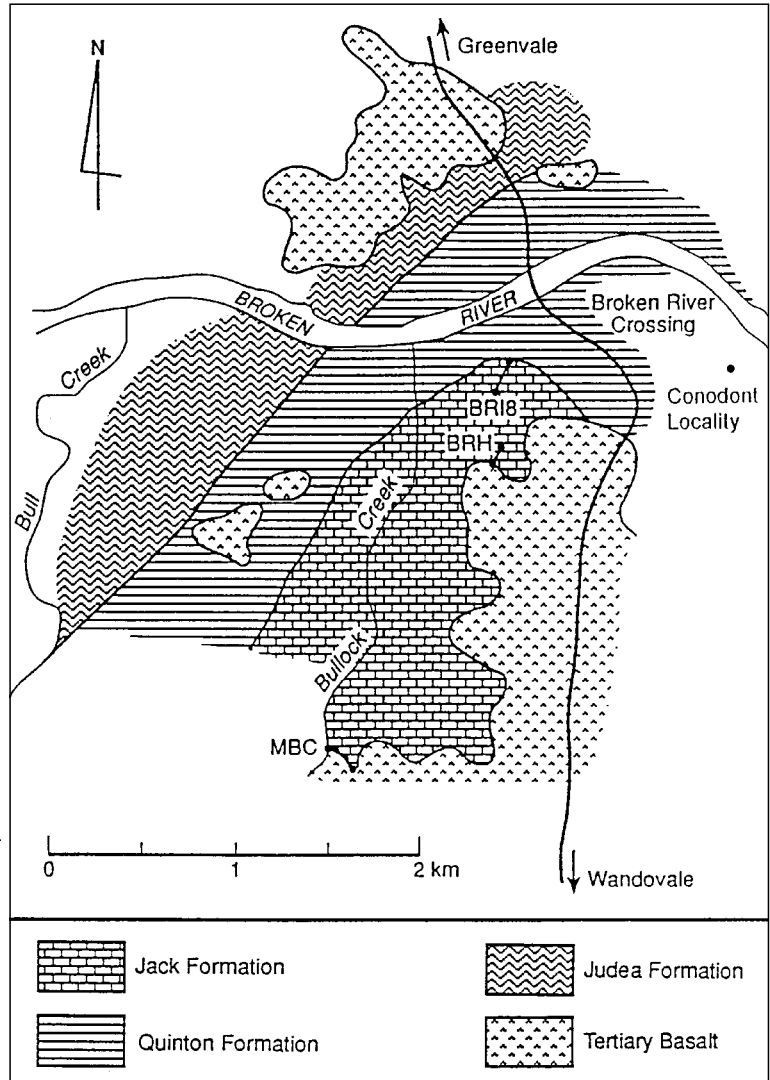 N
Greenvale
BROKEN
RIVER
Broken River
Crossing
Creek
Conodont
Locality
BRI8
BRH
Creek
Bull
Bullock
MBC
0
1
2 km
Wandovale
Jack Formation
Judea Formation
Quinton Formation
Tertiary Basalt